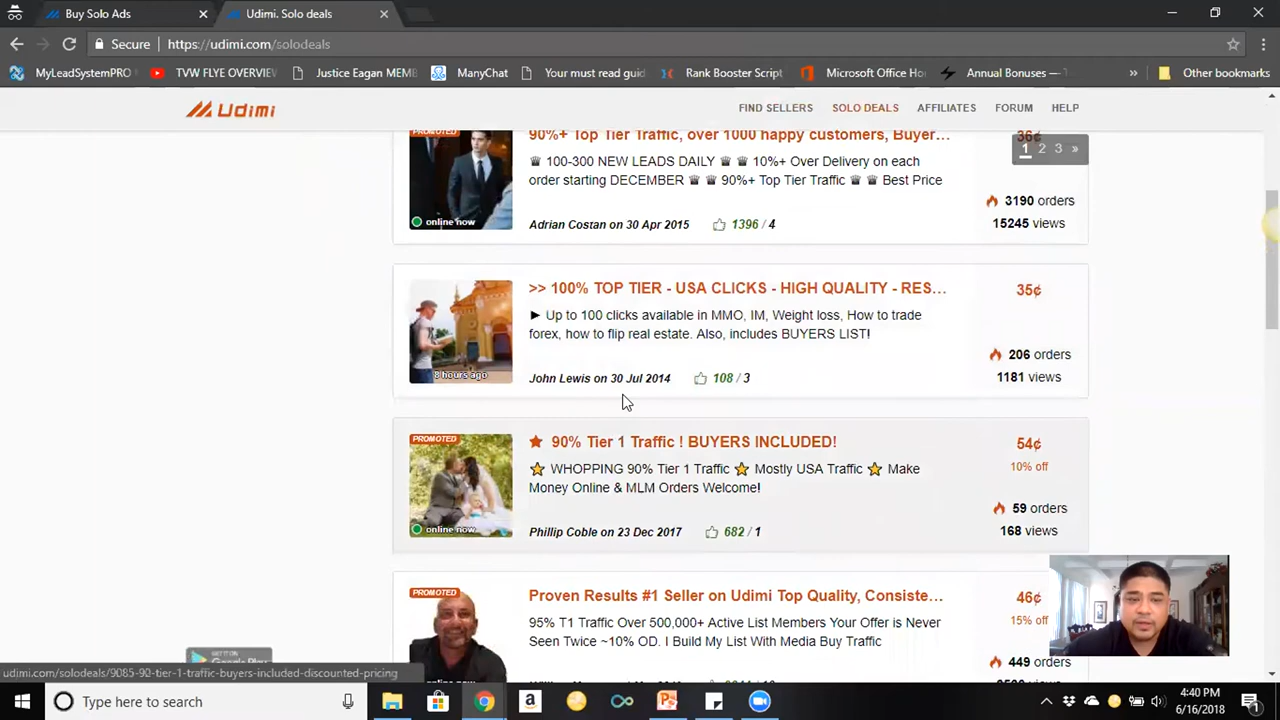 Buy Solo Ads
Udimi. Solo deals
Secure
https://udimi.com/solodeals
MyLeadSystemPRO
TVW FLYE OVERVIEW
Justice Eagan MEMB
ManyChat
Your must read guid
Rank Booster Script
Microsoft Office Ho
Annual Bonuses — T
»
Other bookmarks
Udimi
FIND SELLERS
SOLO DEALS
AFFILIATES
FORUM
HELP
PROMOTED
90%+ Top Tier Traffic, over 1000 happy customers, Buyer...
36¢
1 2 3 »
♕ 100-300 NEW LEADS DAILY ♕ ♕ 10%+ Over Delivery on each
order starting DECEMBER ♕ ♕ 90%+ Top Tier Traffic ♕ ♕ Best Price
3190 orders
15245 views
online now
Adrian Costan on 30 Apr 2015
1396 / 4
>> 100% TOP TIER - USA CLICKS - HIGH QUALITY - RES...
35¢
► Up to 100 clicks available in MMO, IM, Weight loss, How to trade
forex, how to flip real estate. Also, includes BUYERS LIST!
206 orders
1181 views
8 hours ago
John Lewis on 30 Jul 2014
108 / 3
PROMOTED
★ 90% Tier 1 Traffic ! BUYERS INCLUDED!
54¢
10% off
⭐ WHOPPING 90% Tier 1 Traffic ⭐ Mostly USA Traffic ⭐ Make
Money Online & MLM Orders Welcome!
59 orders
168 views
online now
Phillip Coble on 23 Dec 2017
682 / 1
PROMOTED
Proven Results #1 Seller on Udimi Top Quality, Consiste...
46¢
15% off
95% T1 Traffic Over 500,000+ Active List Members Your Offer is Never
Seen Twice ~10% OD. I Build My List With Media Buy Traffic
449 orders
GET IT ON
Google Play
udimi.com/solodeals/9085-90-tier-1-traffic-buyers-included-discounted-pricing
Type here to search
4:40 PM
6/16/2018
1